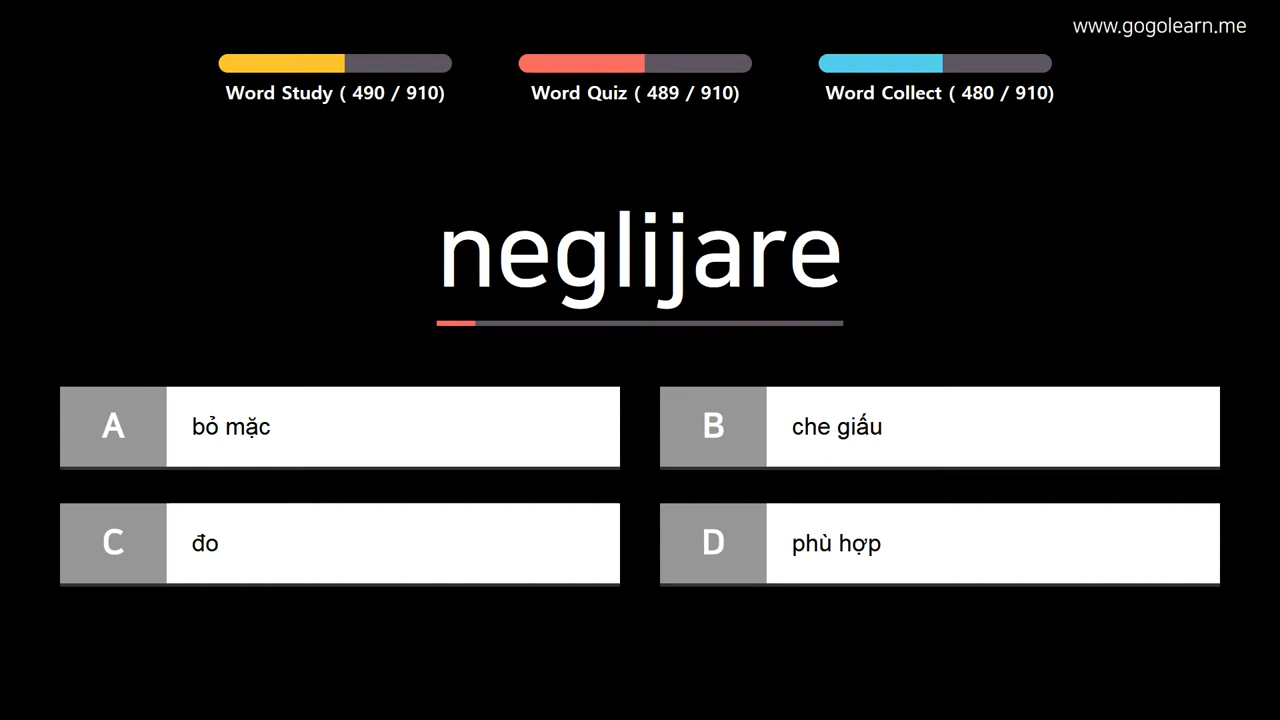 www.gogolearn.me
Word Study ( 490 / 910)
Word Quiz ( 489 / 910)
Word Collect ( 480 / 910)
neglijare
A bỏ mặc
B che giấu
C đo
D phù hợp